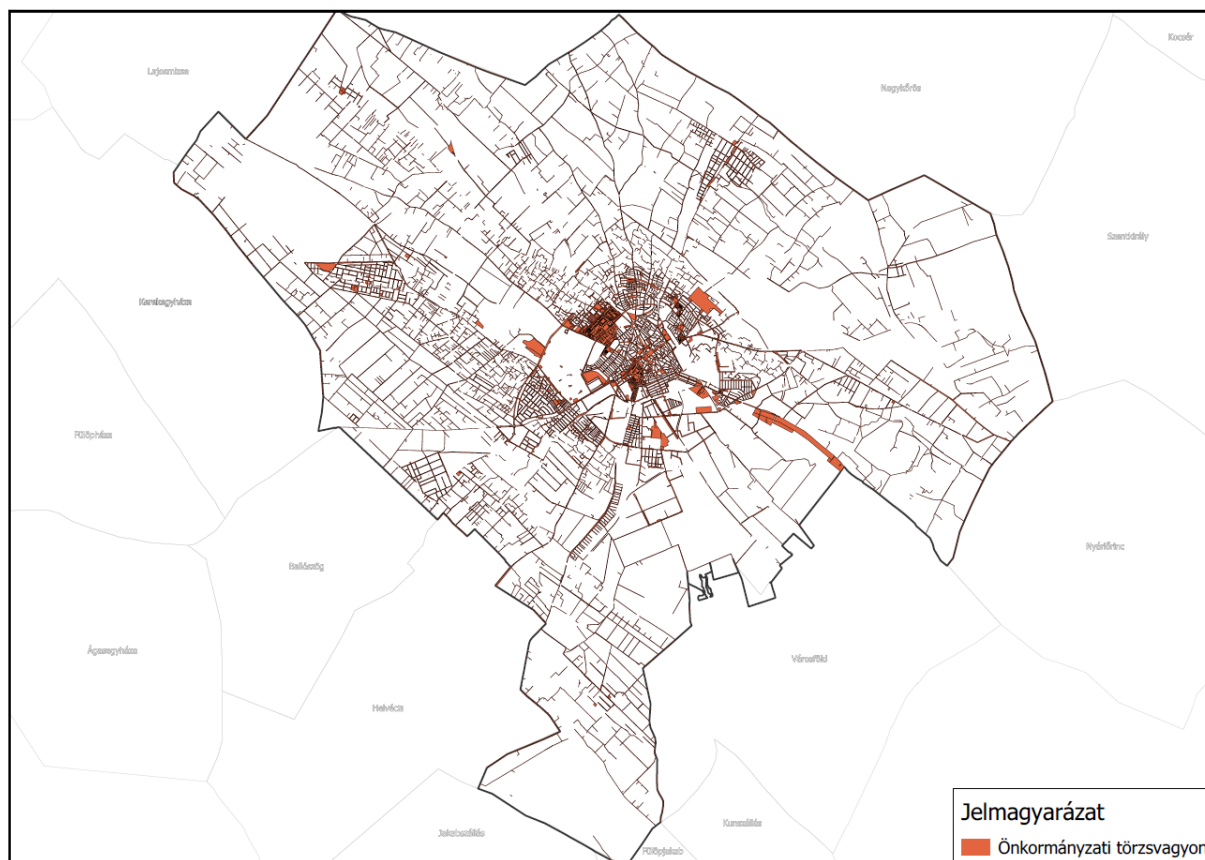 Kocsér
Lajosmizse
Nagykőrös
Szentkirály
Kerekegyháza
Fülöpháza
Nyárlőrinc
Ballószög
Ágasegyháza
Városföld
Helvécia
Jakabszállás
Kunszállás
Fülöpjakab
Jelmagyarázat
Önkormányzati törzsvagyon